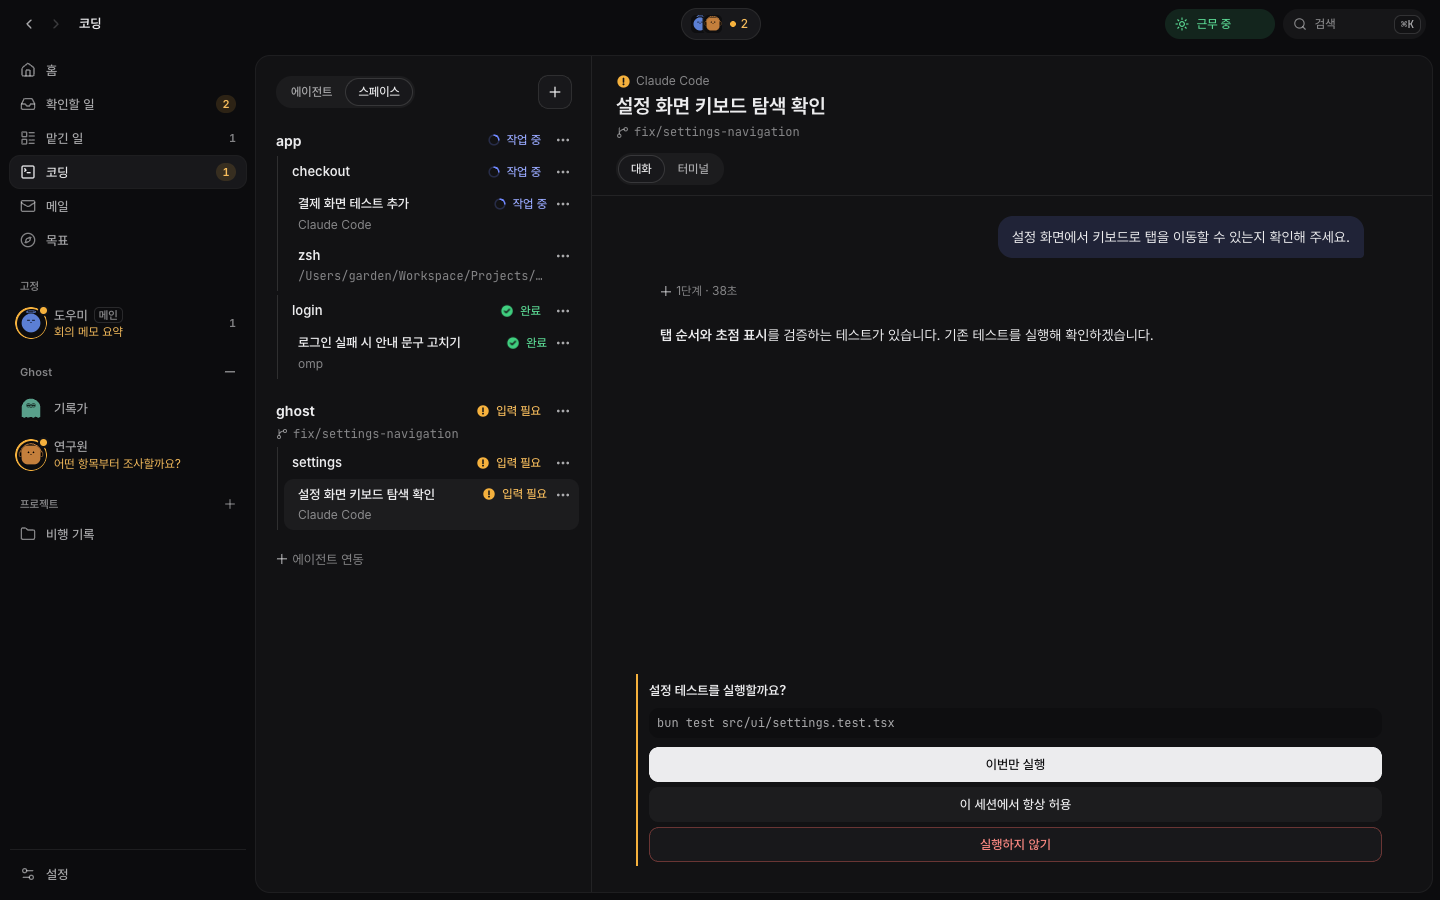 코딩
2
근무 중
검색
⌘K
홈
확인할 일
2
맡긴 일
1
코딩
1
메일
목표
고정
도우미 메인
회의 메모 요약
1
Ghost
기록가
연구원
어떤 항목부터 조사할까요?
프로젝트
비행 기록
설정
에이전트
스페이스
app
작업 중
checkout
작업 중
결제 화면 테스트 추가
작업 중
Claude Code
zsh
/Users/garden/Workspace/Projects/…
login
완료
로그인 실패 시 안내 문구 고치기
완료
omp
ghost
입력 필요
fix/settings-navigation
settings
입력 필요
설정 화면 키보드 탐색 확인
입력 필요
Claude Code
에이전트 연동
Claude Code
설정 화면 키보드 탐색 확인
fix/settings-navigation
대화
터미널
설정 화면에서 키보드로 탭을 이동할 수 있는지 확인해 주세요.
1단계 · 38초
탭 순서와 초점 표시를 검증하는 테스트가 있습니다. 기존 테스트를 실행해 확인하겠습니다.
설정 테스트를 실행할까요?
bun test src/ui/settings.test.tsx
이번만 실행
이 세션에서 항상 허용
실행하지 않기